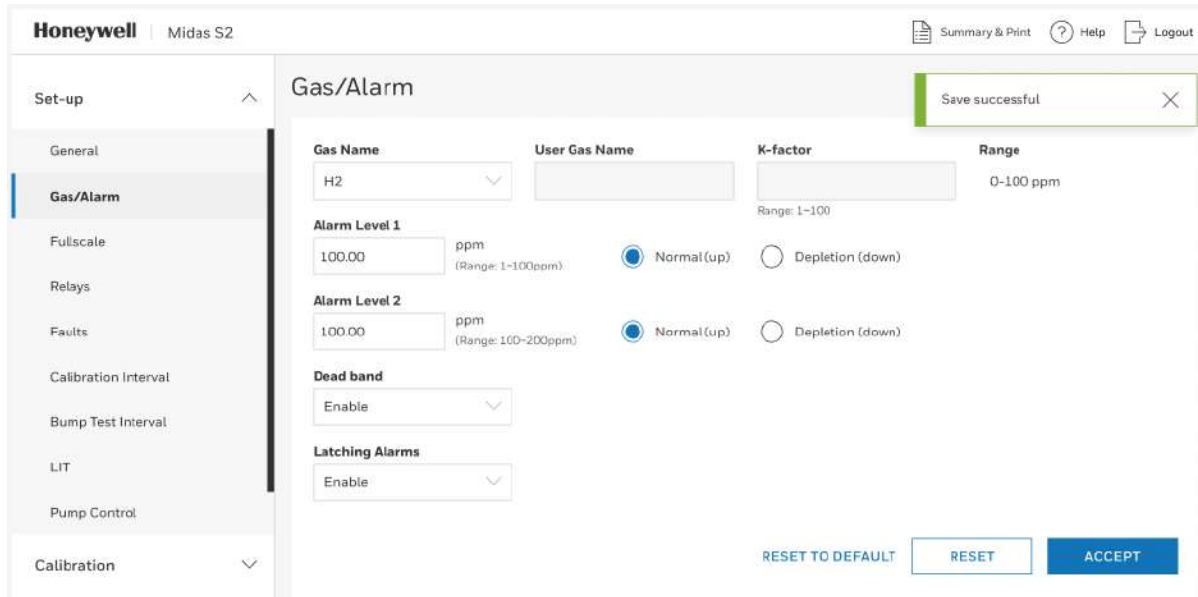 Honeywell Midas S2 Summary & Print Help Logout
Set-up
General
Gas/Alarm
Fullscale
Relays
Faults
Calibration Interval
Bump Test Interval
LIT
Pump Control
Calibration
Gas/Alarm
Save successful
Gas Name User Gas Name K-factor Range
H2 0-100 ppm
Range: 1~100
Alarm Level 1
100.00 ppm Normal(up) Depletion (down)
(Range: 1~100ppm)
Alarm Level 2
100.00 ppm Normal(up) Depletion (down)
(Range: 100~200ppm)
Dead band
Enable
Latching Alarms
Enable
RESET TO DEFAULT RESET ACCEPT